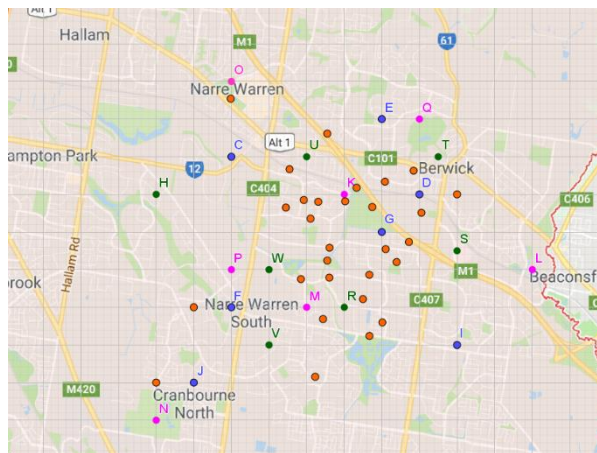 Alt 1
Hallam
M1
61
O
Narre Warren
E
Q
Alt 1
C
U
T
ampton Park
12
C101
Berwick
H
C404
K
D
C406
G
Hallam Rd
S
P
W
M1
L
brook
Beaconsf
F
Narre Warren
South
M
R
C407
V
I
J
M420
Cranbourne
North
N